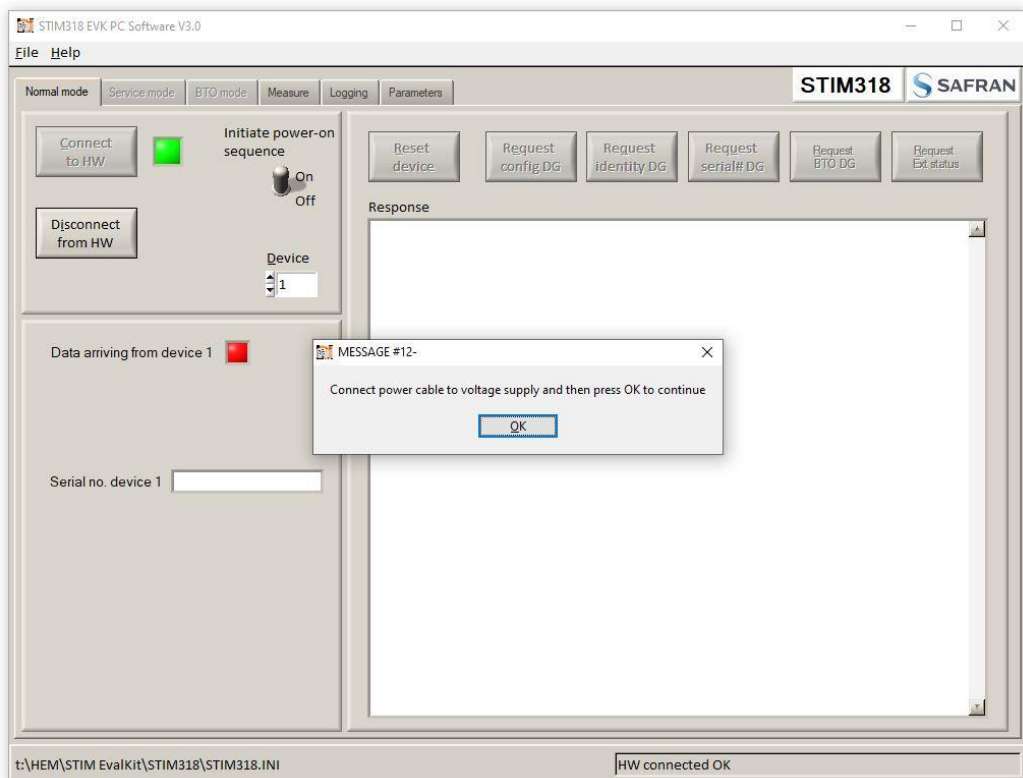 STIM318 EVK PC Software V3.0
File Help
Normal mode Service mode BTO mode Measure Logging Parameters
STIM318 SAFRAN
Connect
to HW
Initiate power-on
sequence
On
Off
Disconnect
from HW
Device
1
Reset
device
Request
config DG
Request
identity DG
Request
serial# DG
Request
BTO DG
Request
Ext status
Response
Data arriving from device 1
MESSAGE #12-
Connect power cable to voltage supply and then press OK to continue
OK
Serial no. device 1
t:\HEM\STIM EvalKit\STIM318\STIM318.INI
HW connected OK